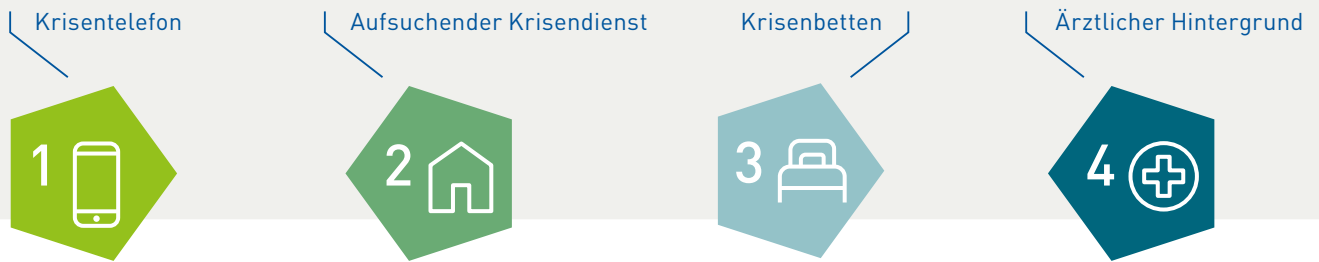 Krisentelefon
Aufsuchender Krisendienst
Krisenbetten
Ärztlicher Hintergrund
1
2
3
4